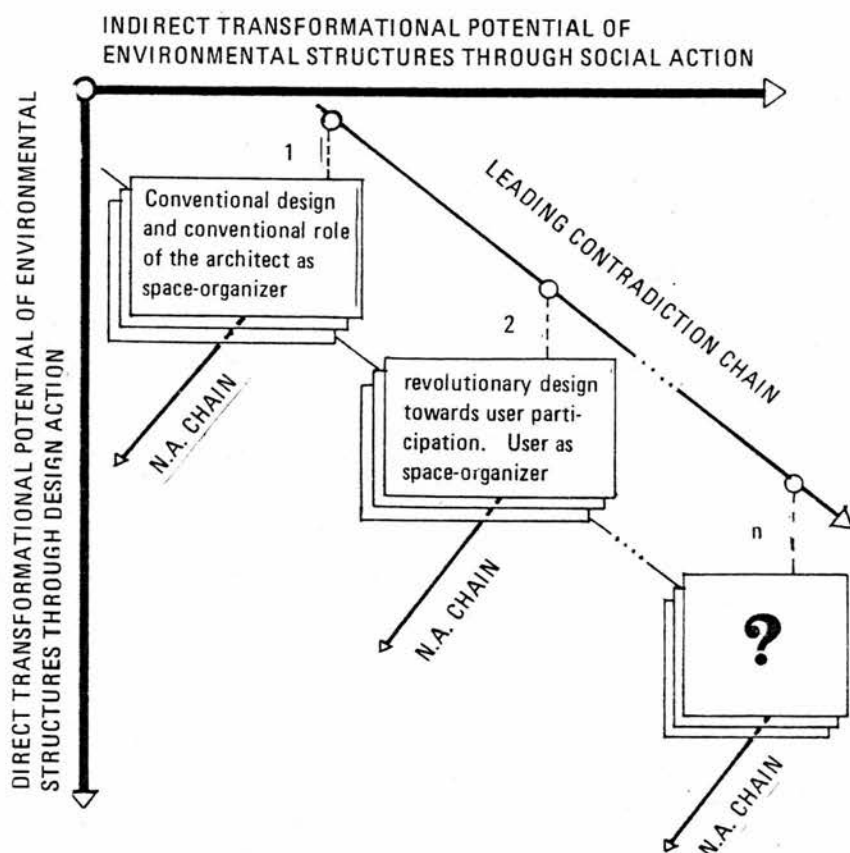 INDIRECT TRANSFORMATIONAL POTENTIAL OF
ENVIRONMENTAL STRUCTURES THROUGH SOCIAL ACTION
DIRECT TRANSFORMATIONAL POTENTIAL OF ENVIRONMENTAL
STRUCTURES THROUGH DESIGN ACTION
LEADING CONTRADICTION CHAIN
1
Conventional design
and conventional role
of the architect as
space-organizer
N.A. CHAIN
2
revolutionary design
towards user parti-
cipation. User as
space-organizer
N.A. CHAIN
n
?
N.A. CHAIN